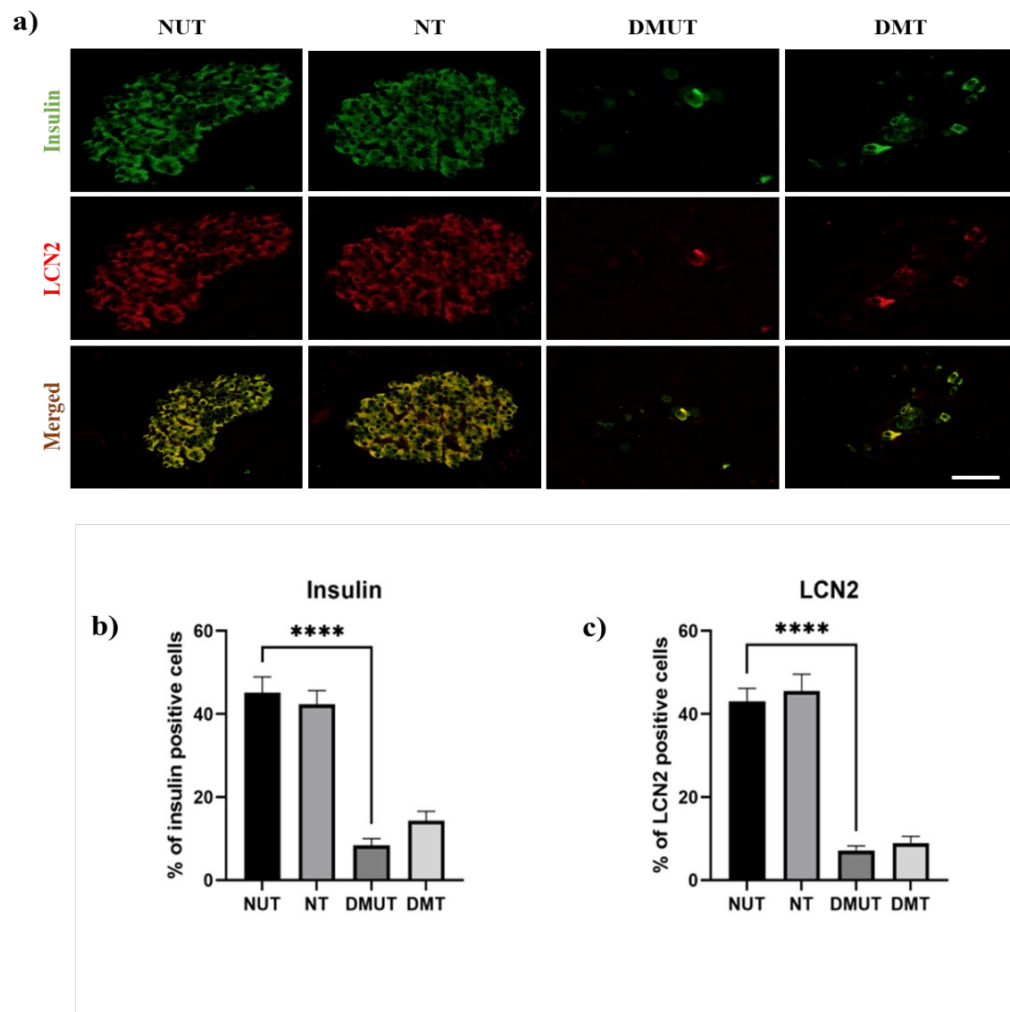 a)
NUT NT DMUT DMT
Insulin
LCN2
Merged
b)
Insulin
% of insulin positive cells
60
40
20
0
****
NUT NT DMUT DMT
c)
LCN2
% of LCN2 positive cells
60
40
20
0
****
NUT NT DMUT DMT